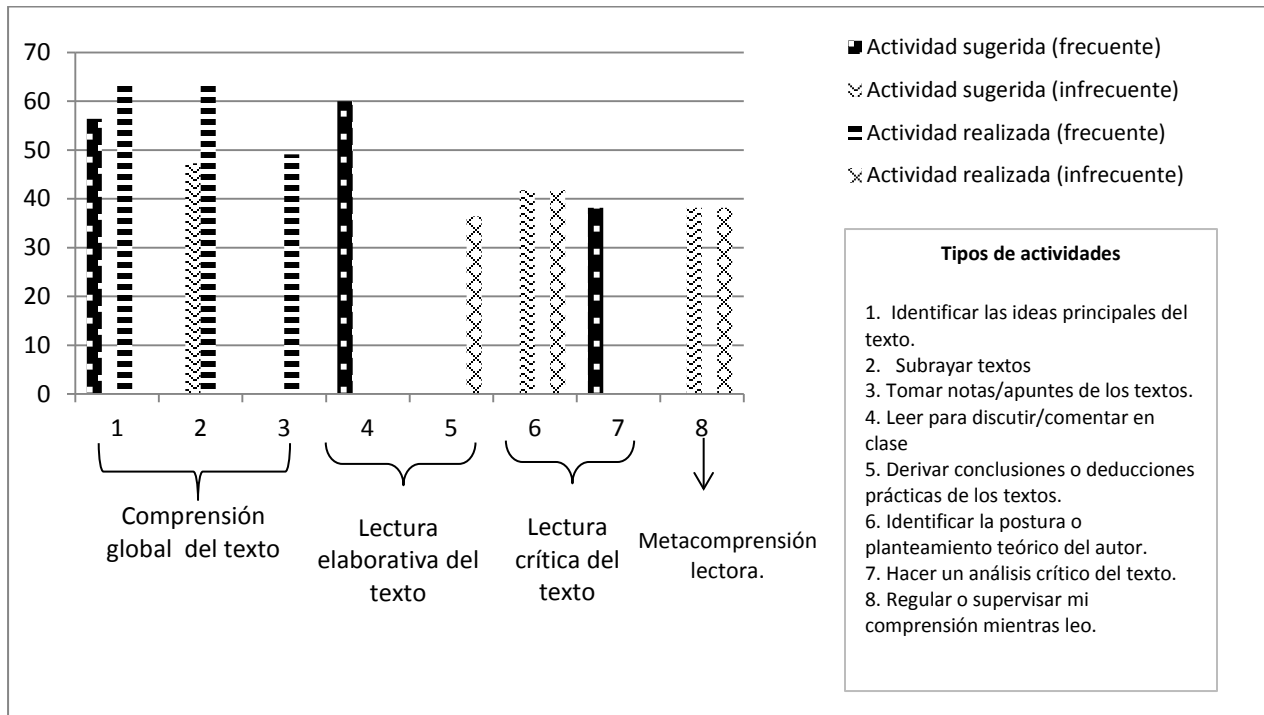 70
60
50
40
30
20
10
0
1 2 3 4 5 6 7 8
Comprensión
global del texto
Lectura
elaborativa del
texto
Lectura
crítica del
texto
Metacomprensión
lectora.
Actividad sugerida (frecuente)
Actividad sugerida (infrecuente)
Actividad realizada (frecuente)
Actividad realizada (infrecuente)
Tipos de actividades
1. Identificar las ideas principales del
texto.
2. Subrayar textos
3. Tomar notas/apuntes de los textos.
4. Leer para discutir/comentar en
clase
5. Derivar conclusiones o deducciones
prácticas de los textos.
6. Identificar la postura o
planteamiento teórico del autor.
7. Hacer un análisis crítico del texto.
8. Regular o supervisar mi
comprensión mientras leo.